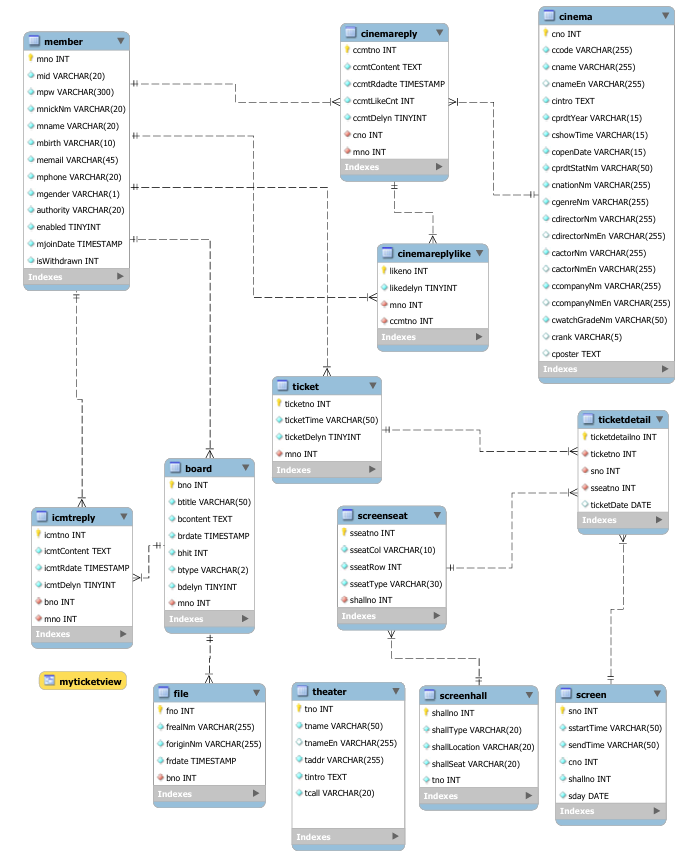 member
mno INT
mid VARCHAR(20)
mpw VARCHAR(300)
mnickNm VARCHAR(20)
mname VARCHAR(20)
mbirth VARCHAR(10)
memail VARCHAR(45)
mphone VARCHAR(20)
mgender VARCHAR(1)
authority VARCHAR(20)
enabled TINYINT
mjoinDate TIMESTAMP
isWithdrawn INT
Indexes
cinemareply
ccmtno INT
ccmtContent TEXT
ccmtRdadte TIMESTAMP
ccmtLikeCnt INT
ccmtDelyn TINYINT
cno INT
mno INT
Indexes
cinema
cno INT
ccode VARCHAR(255)
cname VARCHAR(255)
cnameEn VARCHAR(255)
cintro TEXT
cprdtYear VARCHAR(15)
cshowTime VARCHAR(15)
copenDate VARCHAR(15)
cprdtStatNm VARCHAR(50)
cnationNm VARCHAR(255)
cgenreNm VARCHAR(255)
cdirectorNm VARCHAR(255)
cdirectorNmEn VARCHAR(255)
cactorNm VARCHAR(255)
cactorNmEn VARCHAR(255)
ccompanyNm VARCHAR(255)
ccompanyNmEn VARCHAR(255)
cwatchGradeNm VARCHAR(50)
crank VARCHAR(5)
cposter TEXT
Indexes
cinemareplylike
likeno INT
likedelyn TINYINT
mno INT
ccmtno INT
Indexes
ticket
ticketno INT
ticketTime VARCHAR(50)
ticketDelyn TINYINT
mno INT
Indexes
ticketdetail
ticketdetailno INT
ticketno INT
sno INT
sseatno INT
ticketDate DATE
Indexes
board
bno INT
btitle VARCHAR(50)
bcontent TEXT
brdate TIMESTAMP
bhit INT
btype VARCHAR(2)
bdelyn TINYINT
mno INT
Indexes
icmtreply
icmtno INT
icmtContent TEXT
icmtRdate TIMESTAMP
icmtDelyn TINYINT
bno INT
mno INT
Indexes
screenseat
sseatno INT
sseatCol VARCHAR(10)
sseatRow INT
sseatType VARCHAR(30)
shallno INT
Indexes
myticketview
file
fno INT
frealNm VARCHAR(255)
foriginNm VARCHAR(255)
frdate TIMESTAMP
bno INT
Indexes
theater
tno INT
tname VARCHAR(50)
tnameEn VARCHAR(255)
taddr VARCHAR(255)
tintro TEXT
tcall VARCHAR(20)
Indexes
screenhall
shallno INT
shallType VARCHAR(20)
shallLocation VARCHAR(20)
shallSeat VARCHAR(20)
tno INT
Indexes
screen
sno INT
sstartTime VARCHAR(50)
sendTime VARCHAR(50)
cno INT
shallno INT
sday DATE
Indexes